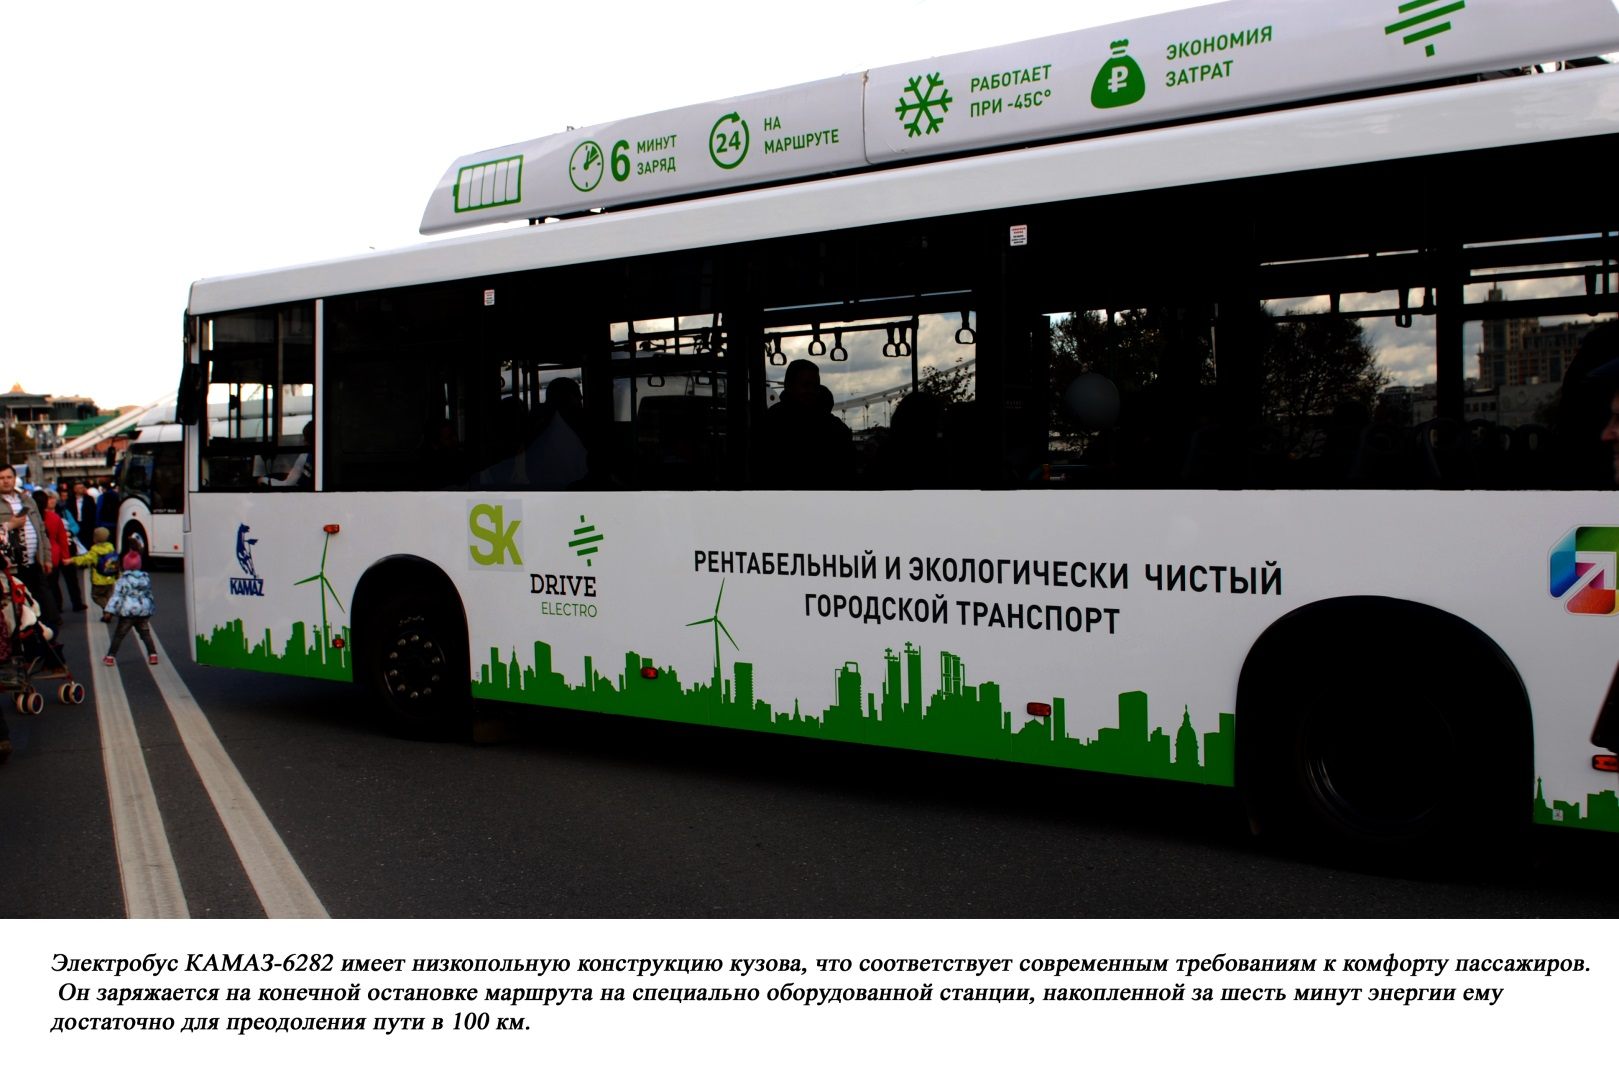 6 МИНУТ
ЗАРЯД
24 НА
МАРШРУТЕ
РАБОТАЕТ
ПРИ -45С°
ЭКОНОМИЯ
ЗАТРАТ
KAMAZ
Sk
DRIVE
ELECTRO
РЕНТАБЕЛЬНЫЙ И ЭКОЛОГИЧЕСКИ ЧИСТЫЙ
ГОРОДСКОЙ ТРАНСПОРТ
Электробус КАМАЗ-6282 имеет низкопольную конструкцию кузова, что соответствует современным требованиям к комфорту пассажиров.
Он заряжается на конечной остановке маршрута на специально оборудованной станции, накопленной за шесть минут энергии ему
достаточно для преодоления пути в 100 км.